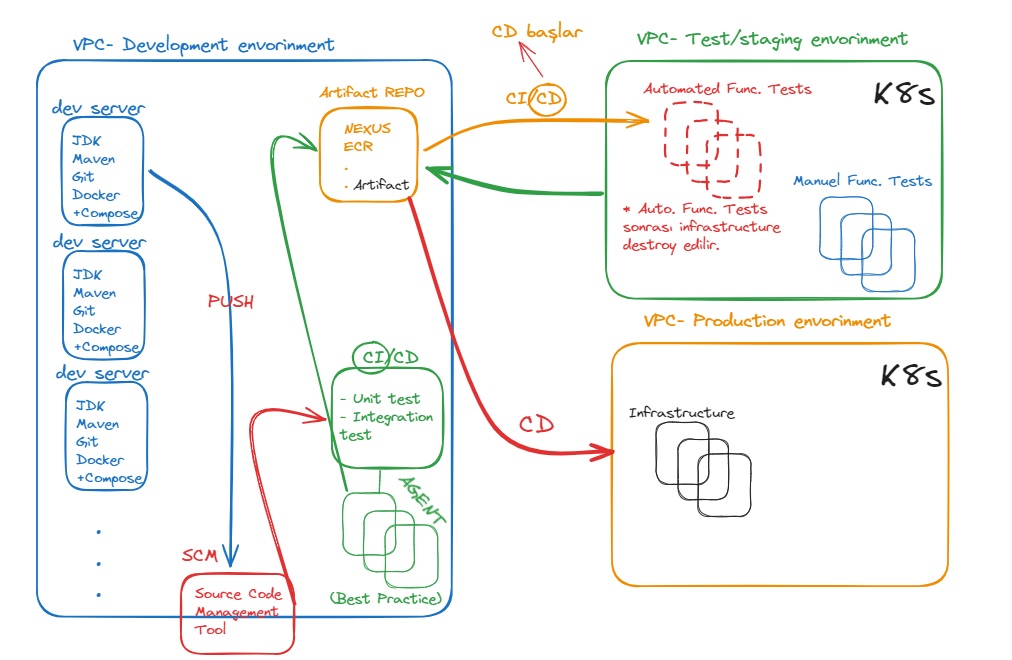 VPC- Development envorinment
dev server
JDK
Maven
Git
Docker
+Compose
dev server
JDK
Maven
Git
Docker
+Compose
dev server
JDK
Maven
Git
Docker
+Compose
.
.
.
PUSH
SCM
Source Code
Management
Tool
Artifact REPO
NEXUS
ECR
.
. Artifact
CI/CD
- Unit test
- Integration
test
AGENT
(Best Practice)
CD başlar
CI/CD
CD
VPC- Test/staging envorinment
K8s
Automated Func. Tests
* Auto. Func. Tests
sonrası infrastructure
destroy edilir.
Manuel Func. Tests
VPC- Production envorinment
K8s
Infrastructure